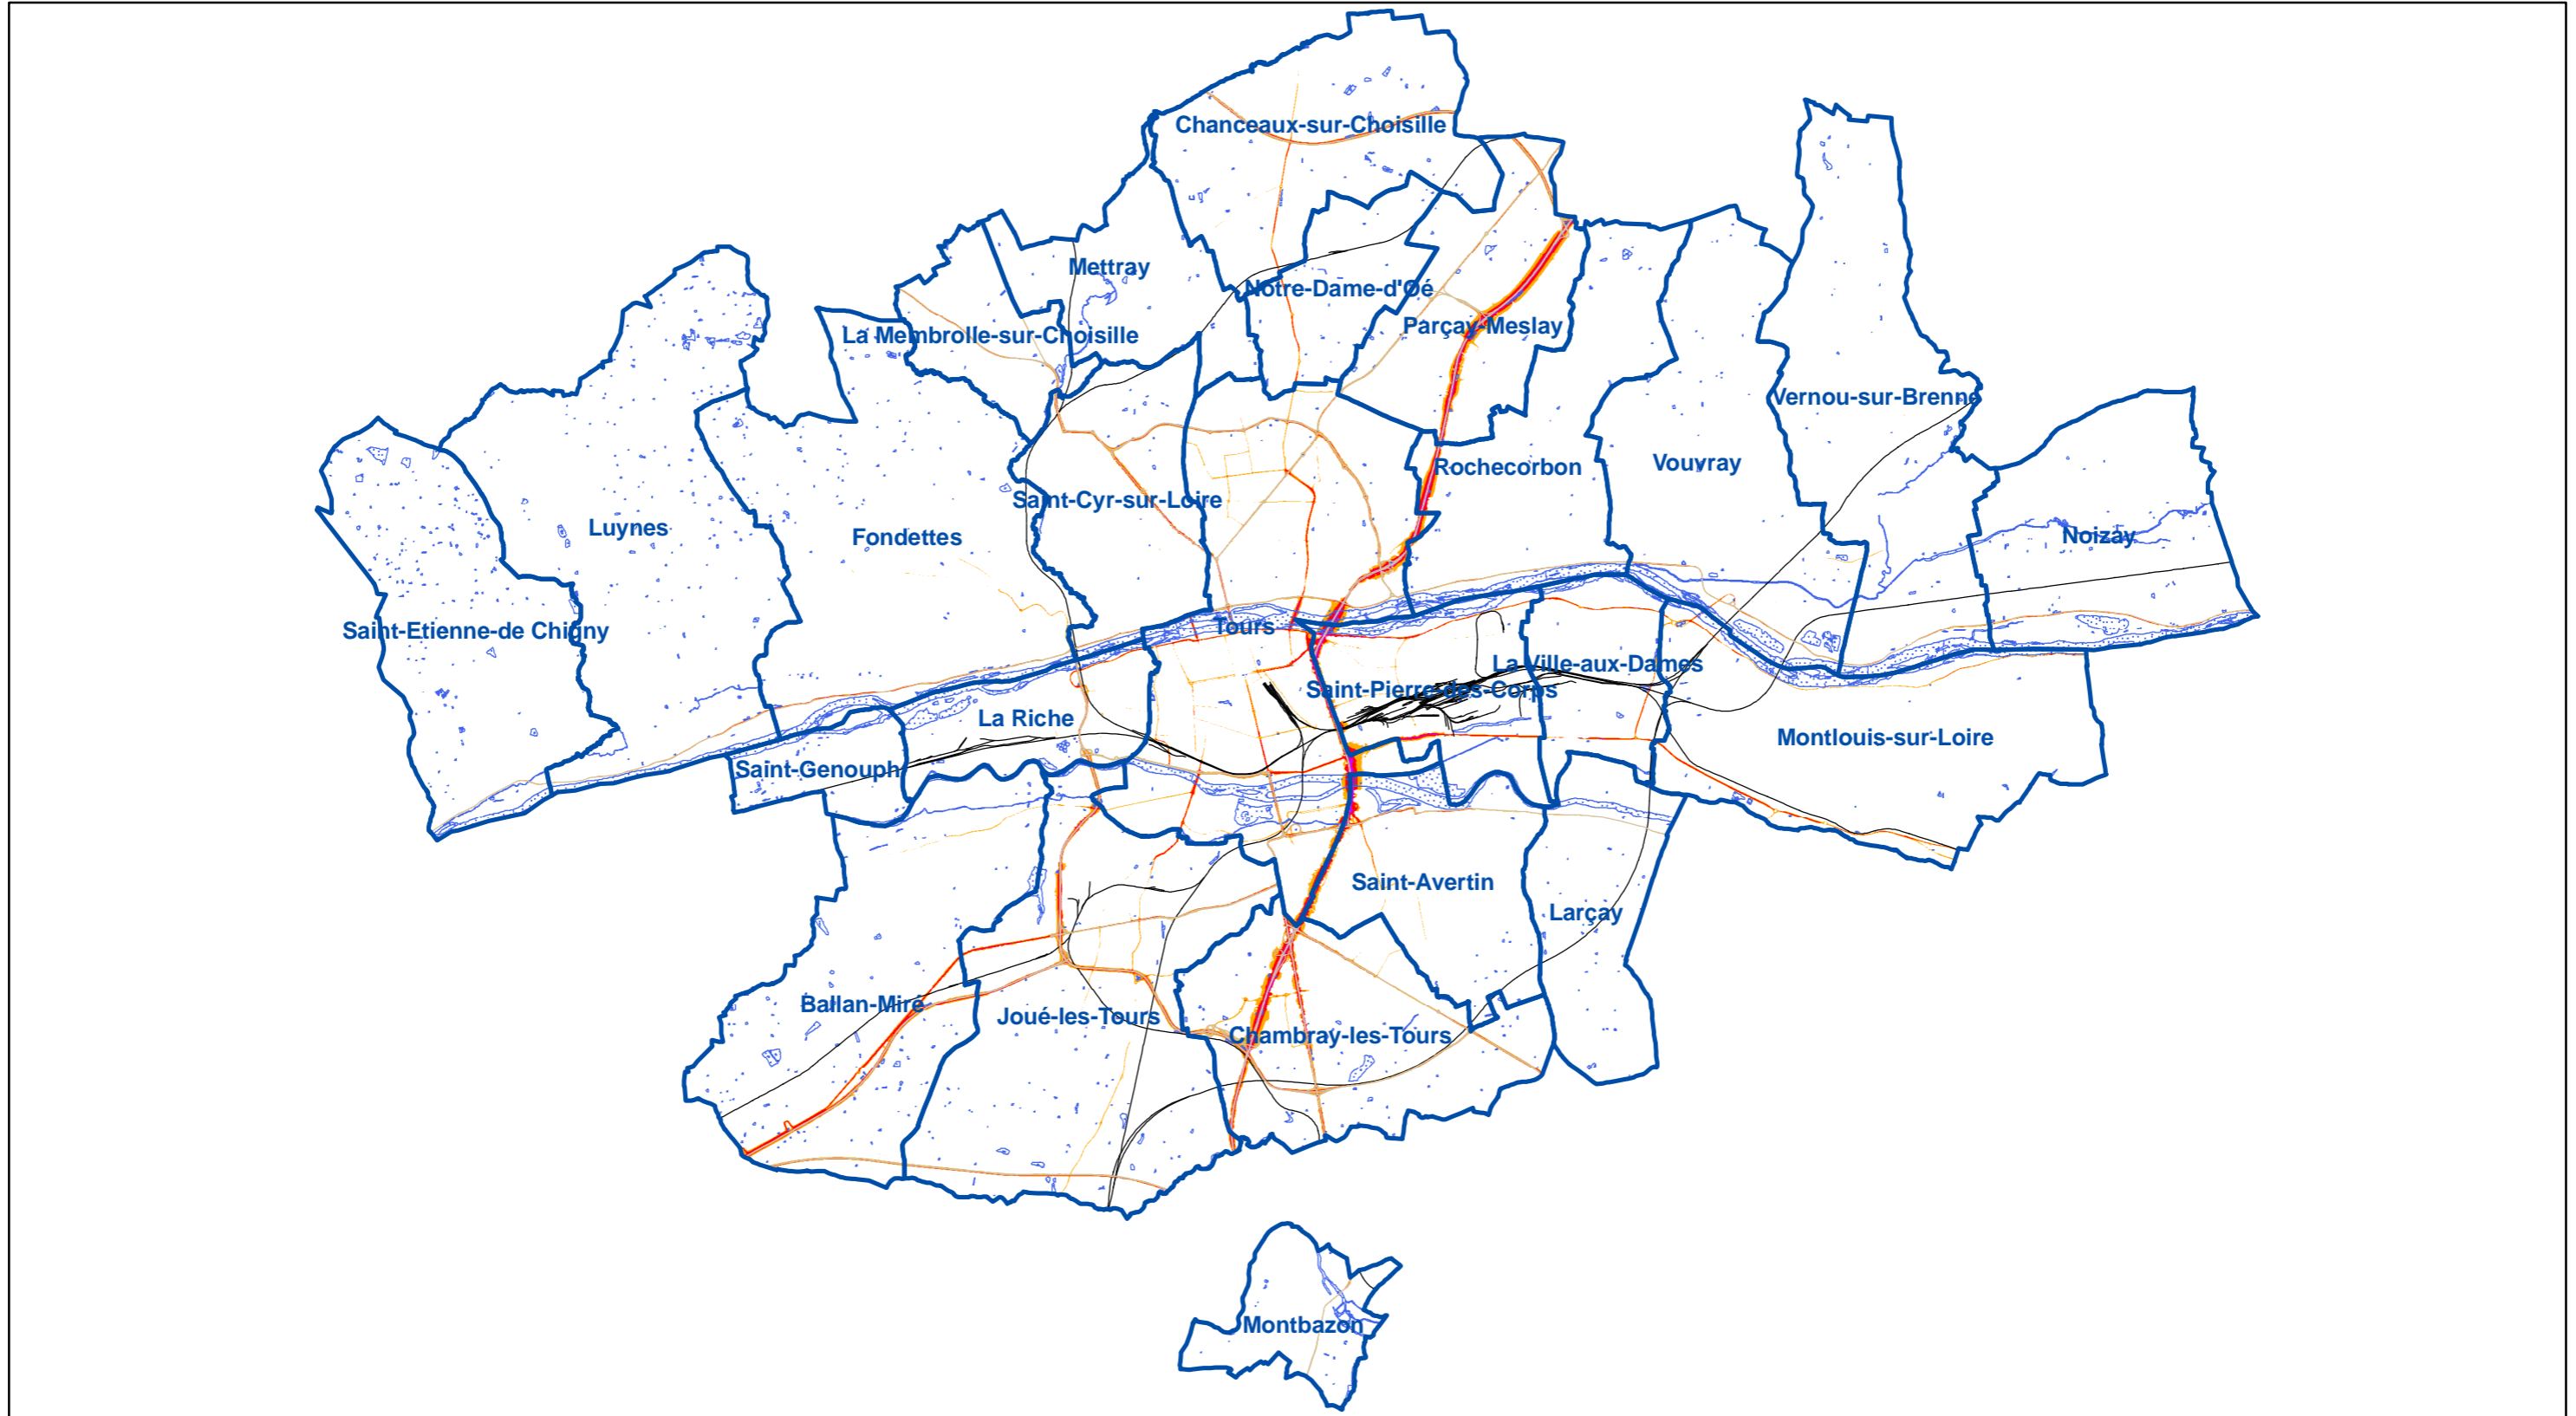 Chanceaux-sur-Choisille
Mettray
Notre-Dame-d'Oé
La Membrolle-sur-Choisille
Parçay-Meslay
Vernou-sur-Brenne
Rochecorbon
Vouvray
Saint-Cyr-sur-Loire
Luynes
Fondettes
Noizay
Saint-Etienne-de Chigny
Tours
La Ville-aux-Dames
Saint-Pierre-des-Corps
La Riche
Montlouis-sur-Loire
Saint-Genouph
Saint-Avertin
Larçay
Ballan-Miré
Joué-les-Tours
Chambray-les-Tours
Montbazon